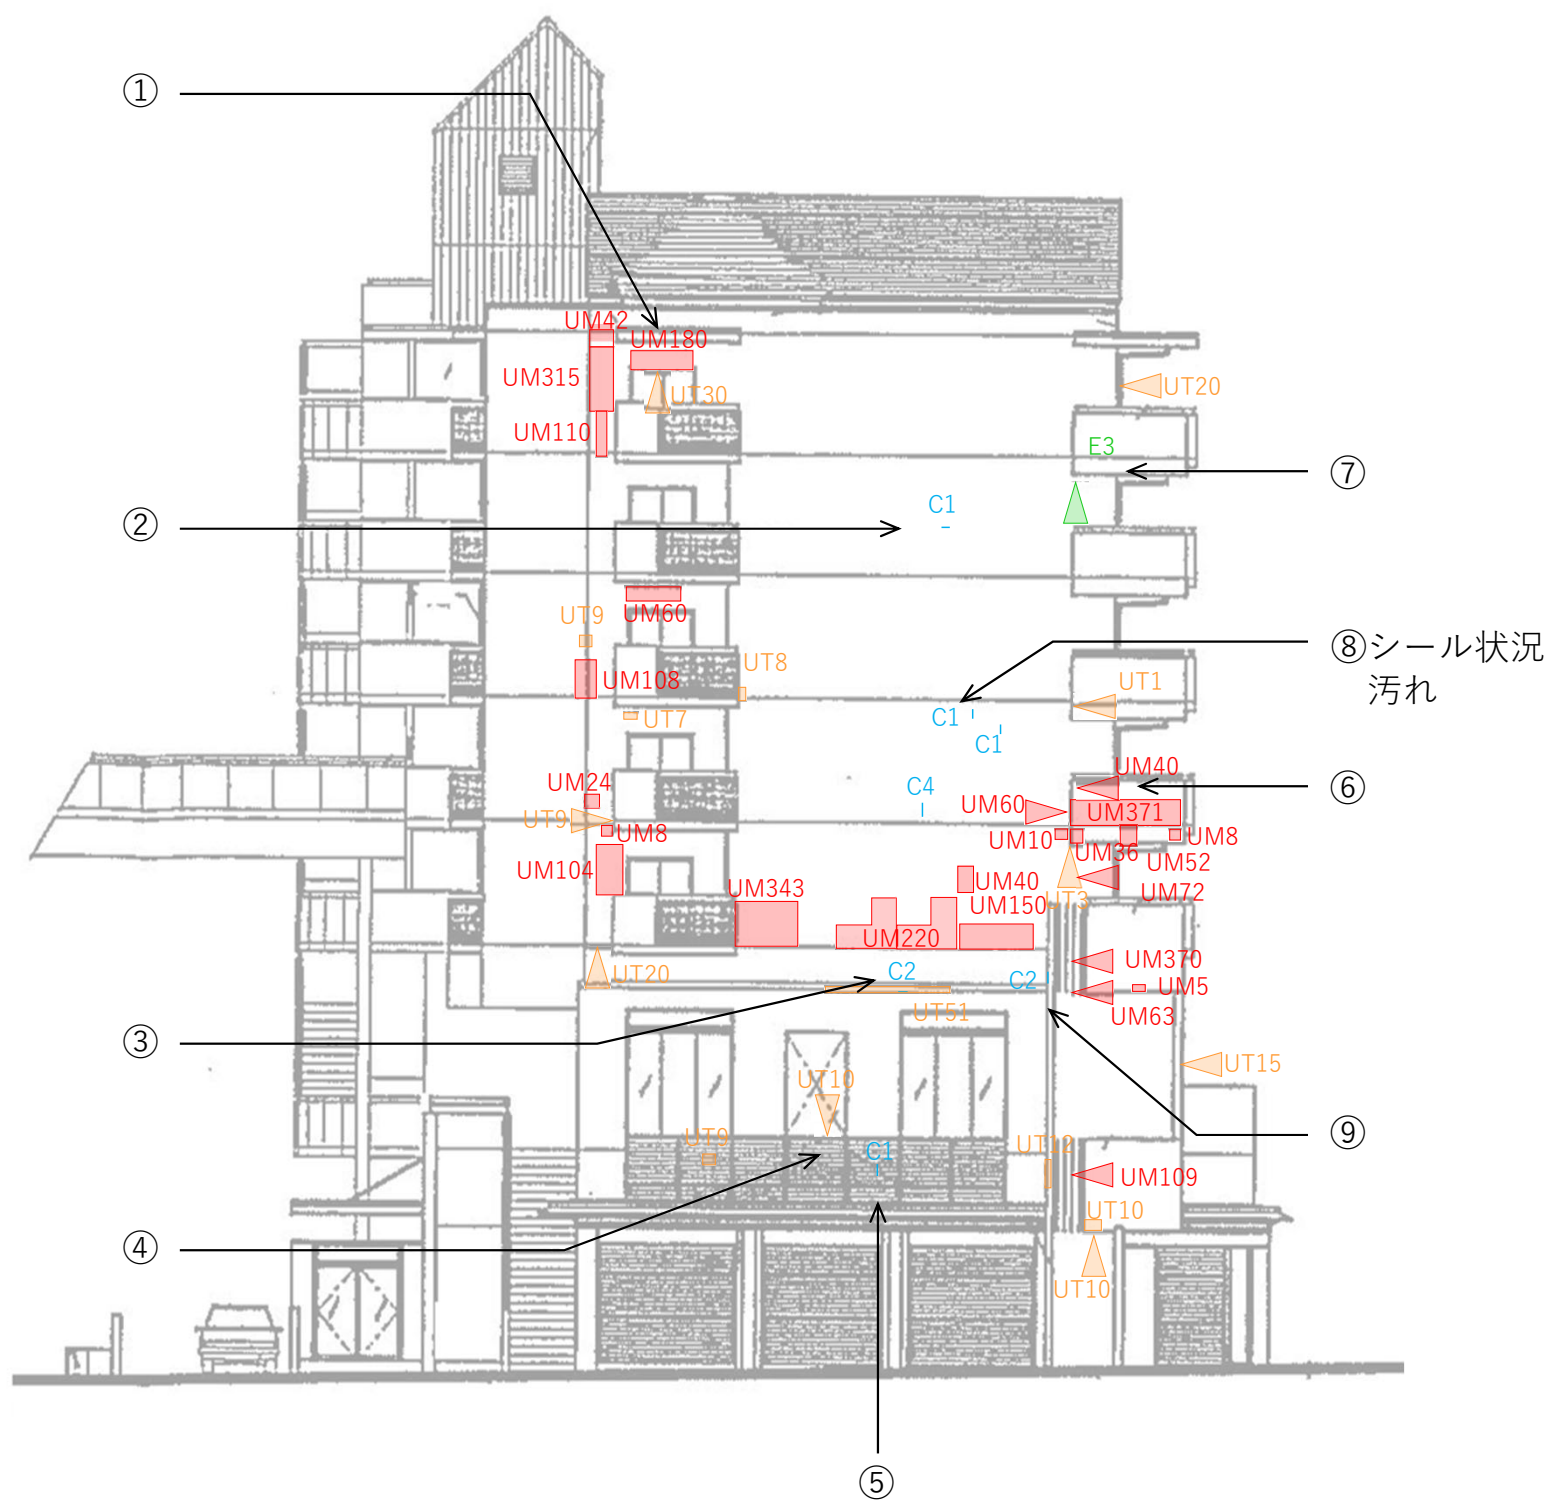 ①
UM42
UM180
UM315
UT30
UT20
UM110
E3
⑦
C1
②
UM60
UT9
⑧シール状況
汚れ
UT8
UM108
UT1
UT7
C1
C1
UM40
UM24
C4
⑥
UM60
UM371
UT9
UM8
UM10
UM8
UM36
UM52
UM104
UM40
UM343
UM72
UT3
UM150
UM220
UM370
UT20
C2
C2
UM5
UT51
UM63
③
UT15
UT10
⑨
UT9
C1
UT12
UM109
UT10
④
UT10
⑤